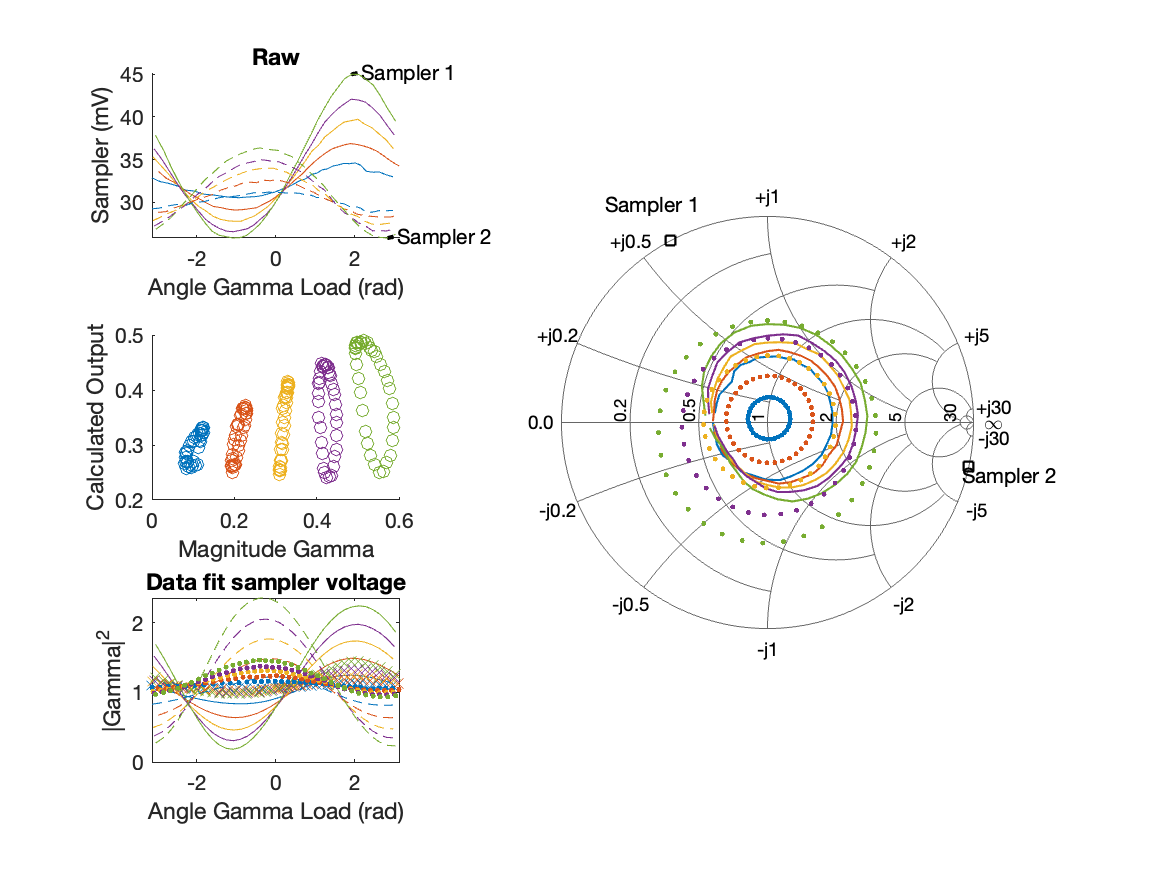 Raw
Sampler (mV)
45
40
35
30
Sampler 1
Sampler 2
-2
0
2
Angle Gamma Load (rad)
Calculated Output
0.5
0.4
0.3
0.2
0
0.2
0.4
0.6
Magnitude Gamma
Data fit sampler voltage
|Gamma|2
2
1
0
-2
0
2
Angle Gamma Load (rad)
Sampler 1
+j1
+j0.5
+j2
+j0.2
+j5
0.0
0.2
0.5
1
2
5
30
+j30
∞
-j30
Sampler 2
-j0.2
-j5
-j0.5
-j2
-j1